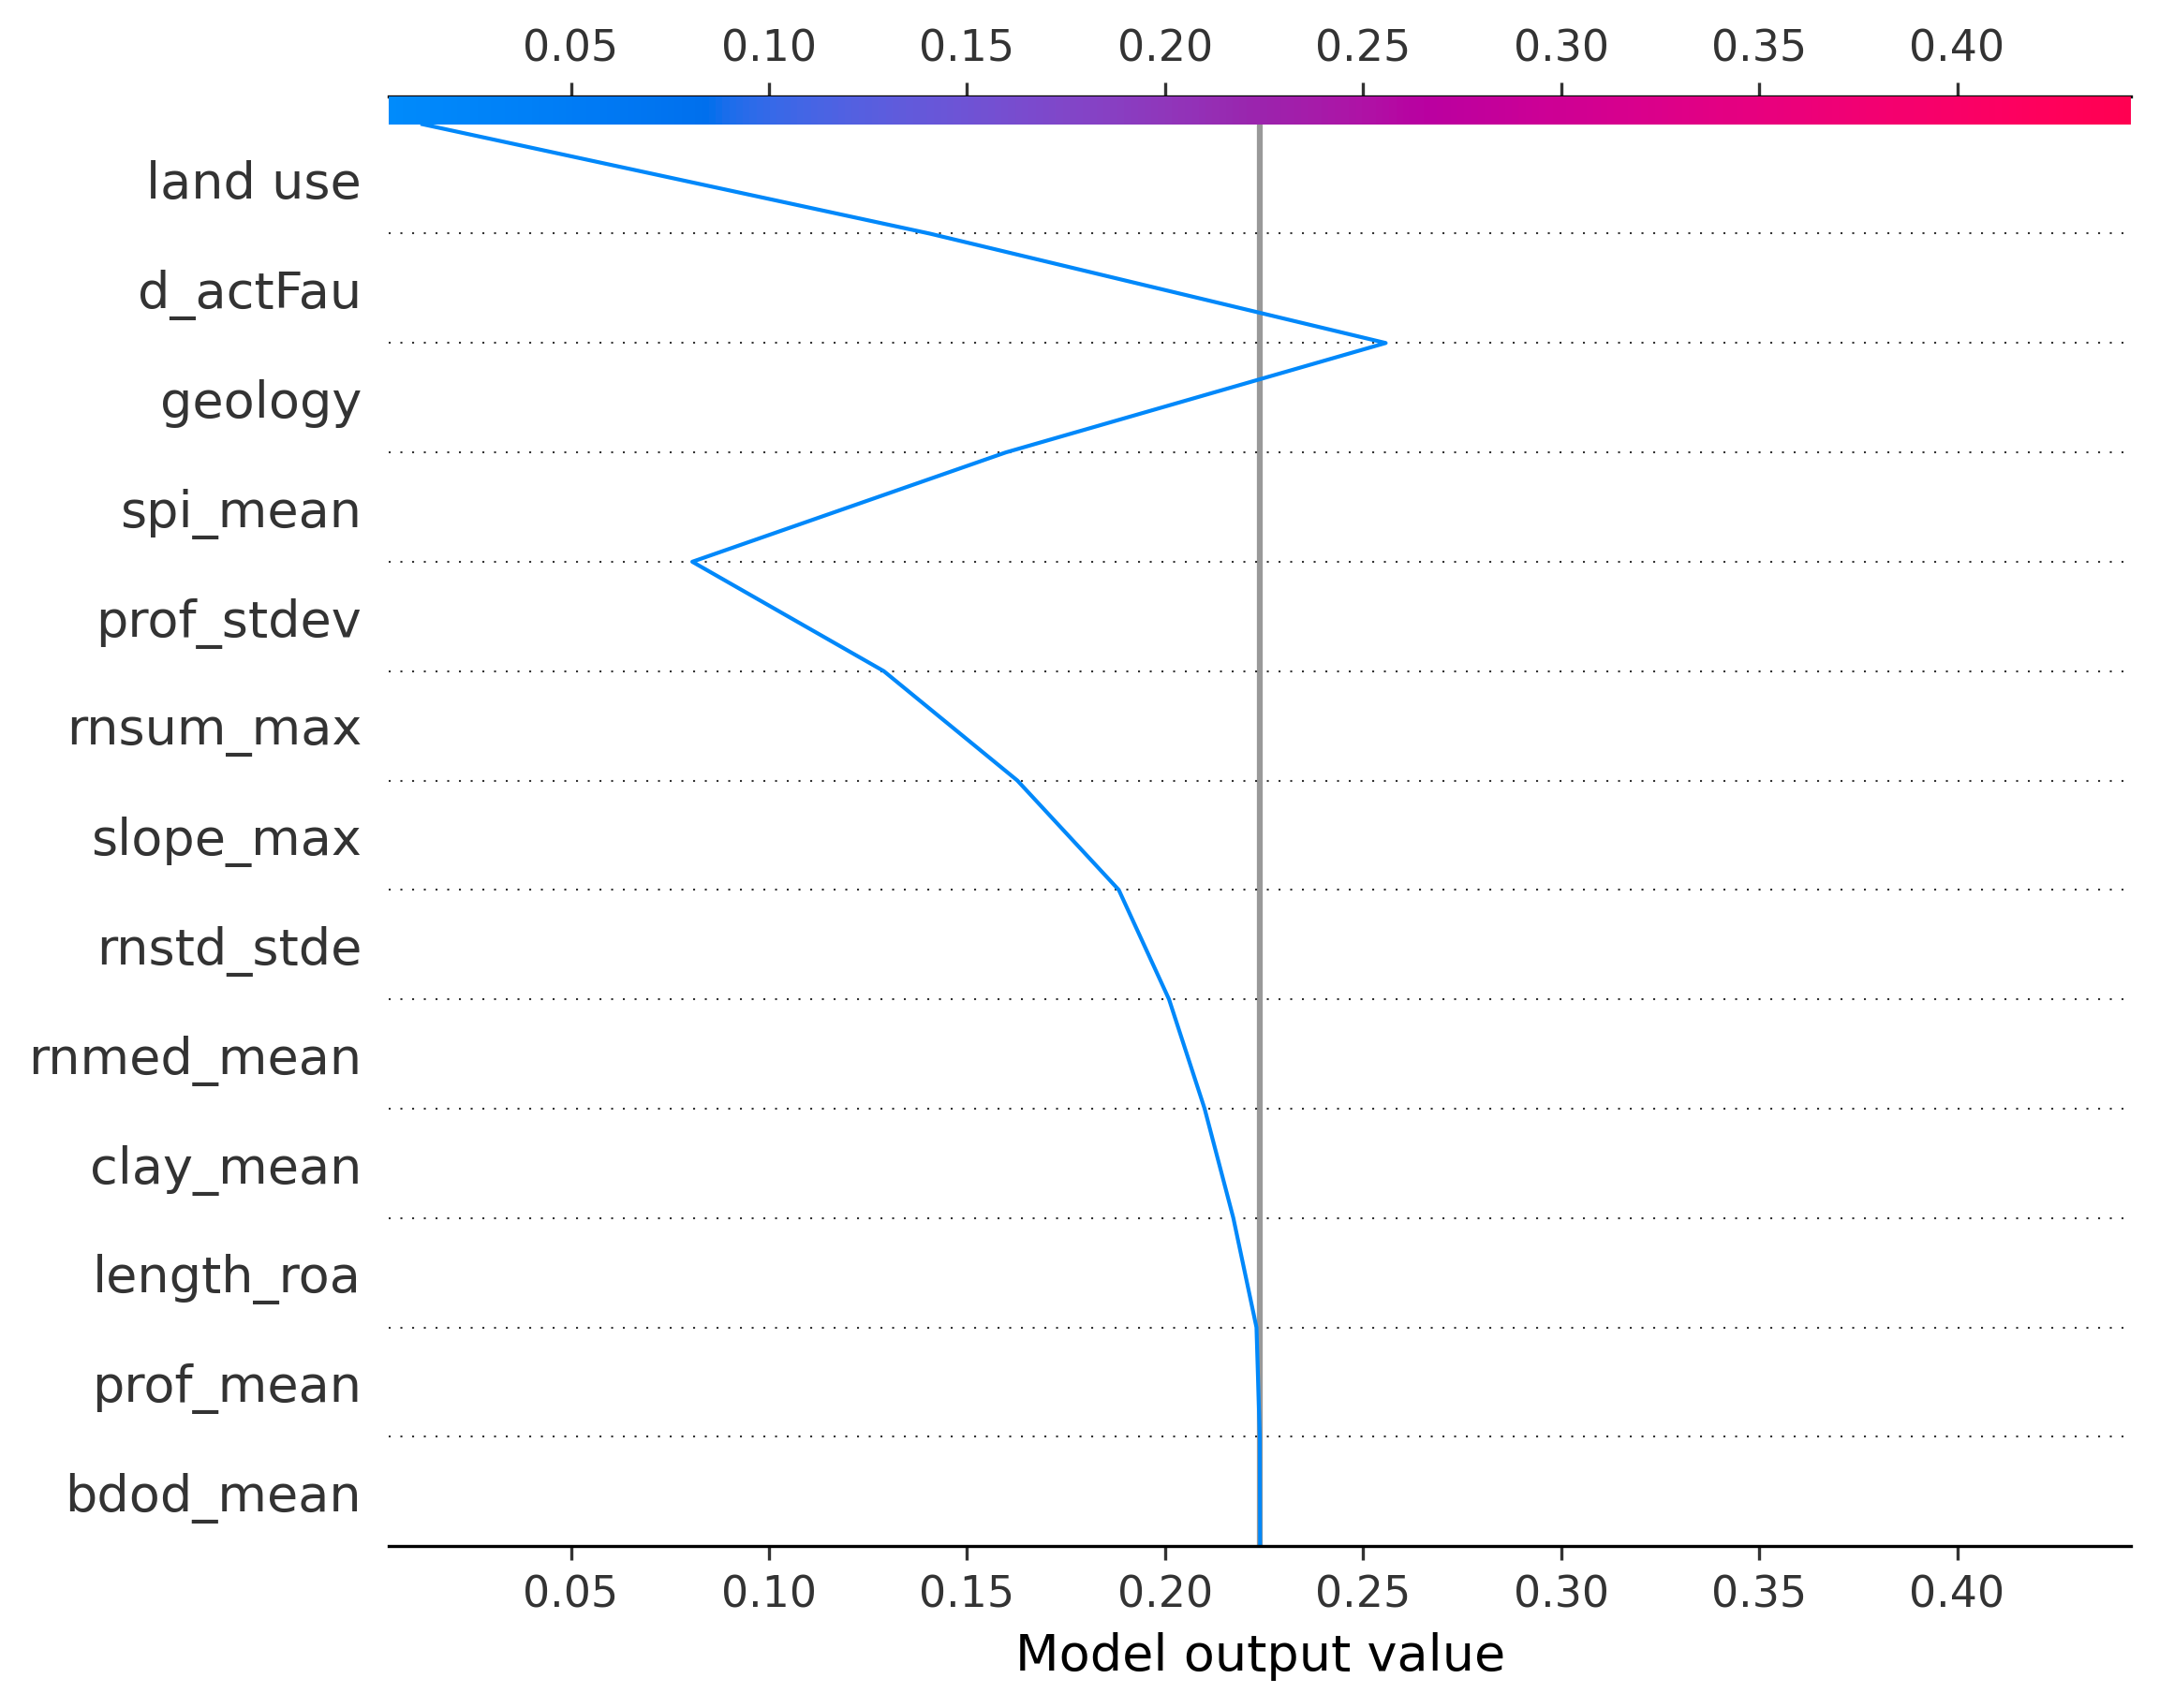 0.05 0.10 0.15 0.20 0.25 0.30 0.35 0.40
land use
d_actFau
geology
spi_mean
prof_stdev
rnsum_max
slope_max
rnstd_stde
rnmed_mean
clay_mean
length_roa
prof_mean
bdod_mean
0.05 0.10 0.15 0.20 0.25 0.30 0.35 0.40
Model output value